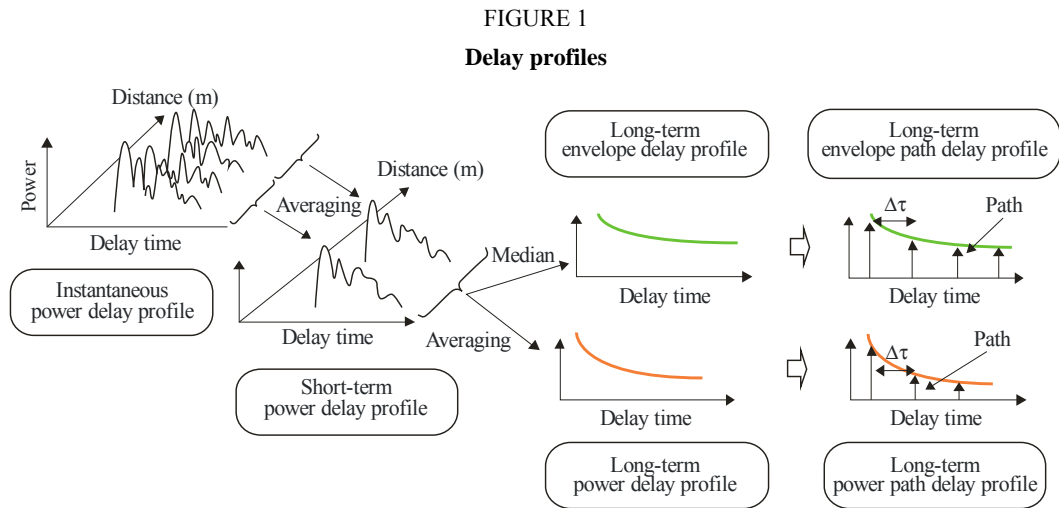 FIGURE 1
Delay profiles
Distance (m)
Power
Delay time
Instantaneous
power delay profile
Averaging
Distance (m)
Delay time
Short-term
power delay profile
Median
Averaging
Long-term
envelope delay profile
Delay time
Long-term
envelope path delay profile
Δτ
Path
Delay time
Delay time
Long-term
power delay profile
Δτ
Path
Delay time
Long-term
power path delay profile